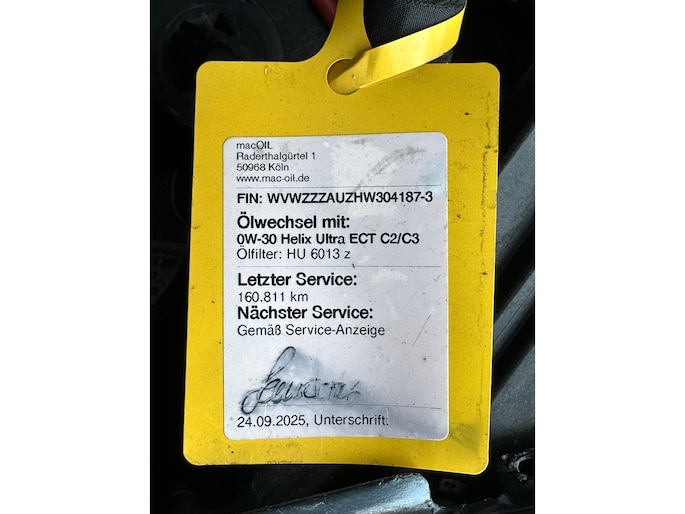 macOIL
Raderthalgürtel 1
50968 Köln
www.mac-oil.de
FIN: WVWZZZAUZHW304187-3
Ölwechsel mit:
0W-30 Helix Ultra ECT C2/C3
Ölfilter: HU 6013 z
Letzter Service:
160.811 km
Nächster Service:
Gemäß Service-Anzeige
24.09.2025, Unterschrift.